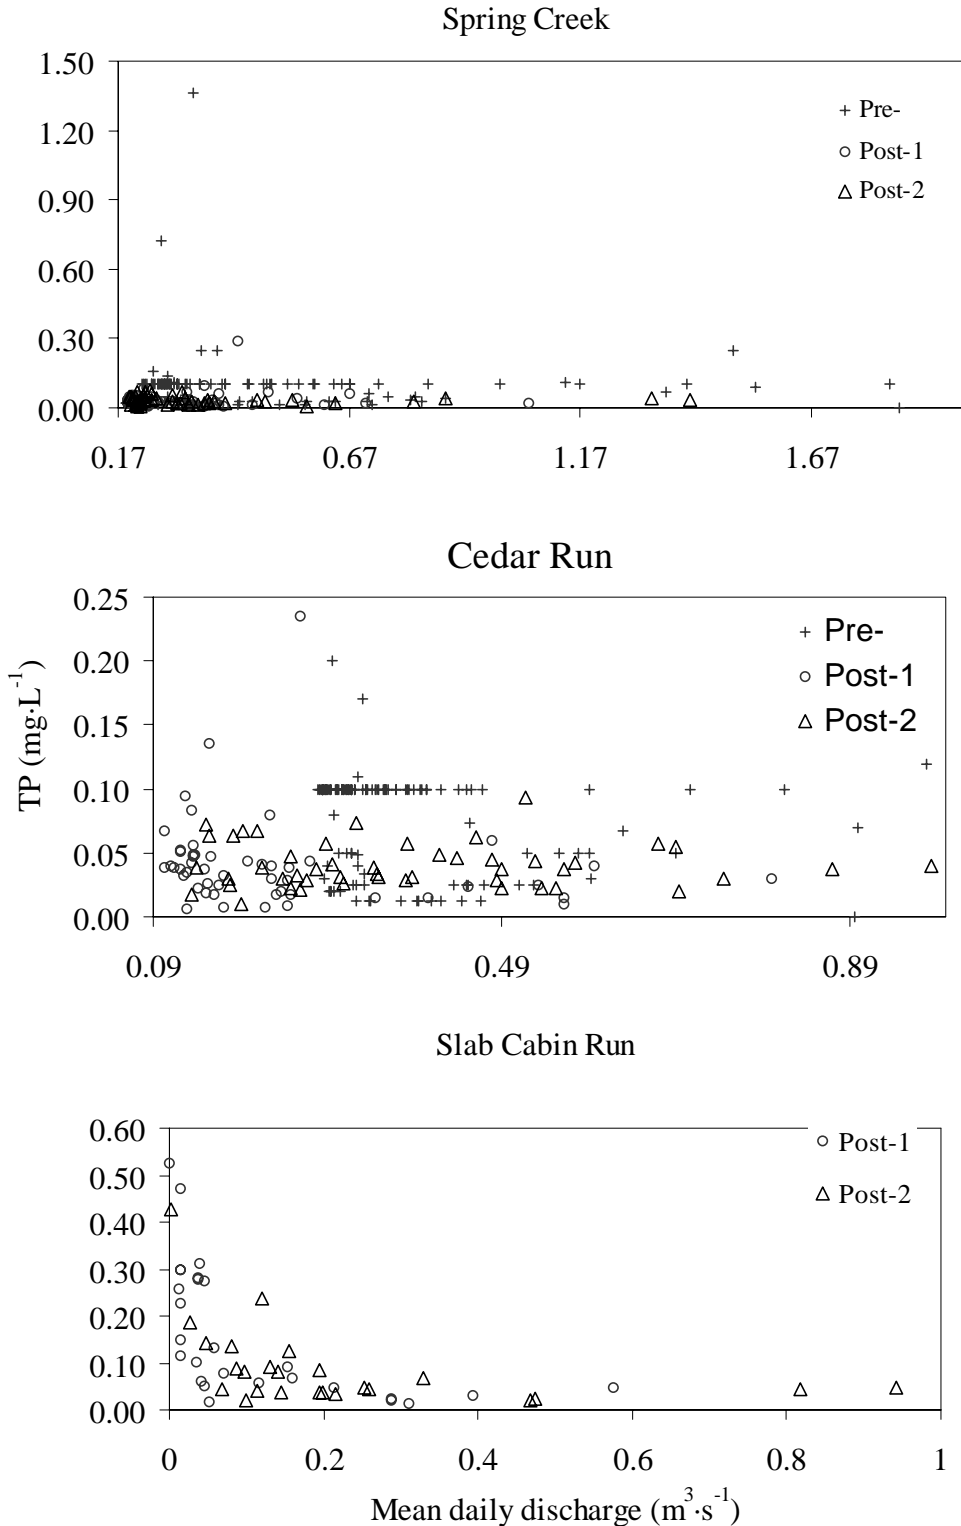 Spring Creek
1.50
1.20
0.90
0.60
0.30
0.00
Pre-
Post-1
Post-2
0.17 0.67 1.17 1.67
Cedar Run
TP (mg·L⁻¹)
0.25
0.20
0.15
0.10
0.05
0.00
Pre-
Post-1
Post-2
0.09 0.49 0.89
Slab Cabin Run
0.60
0.50
0.40
0.30
0.20
0.10
0.00
Post-1
Post-2
0 0.2 0.4 0.6 0.8 1
Mean daily discharge (m³·s⁻¹)